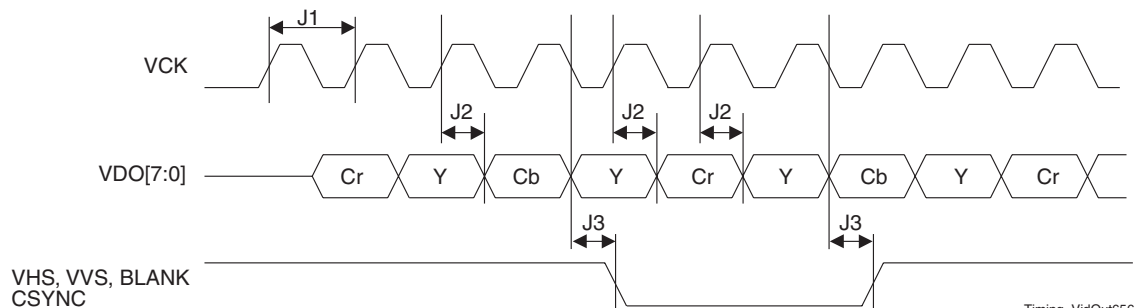 J1
VCK
J2
J2
J2
VDO[7:0]
Cr
Y
Cb
Y
Cr
Y
Cb
Y
Cr
J3
J3
VHS, VVS, BLANK
CSYNC